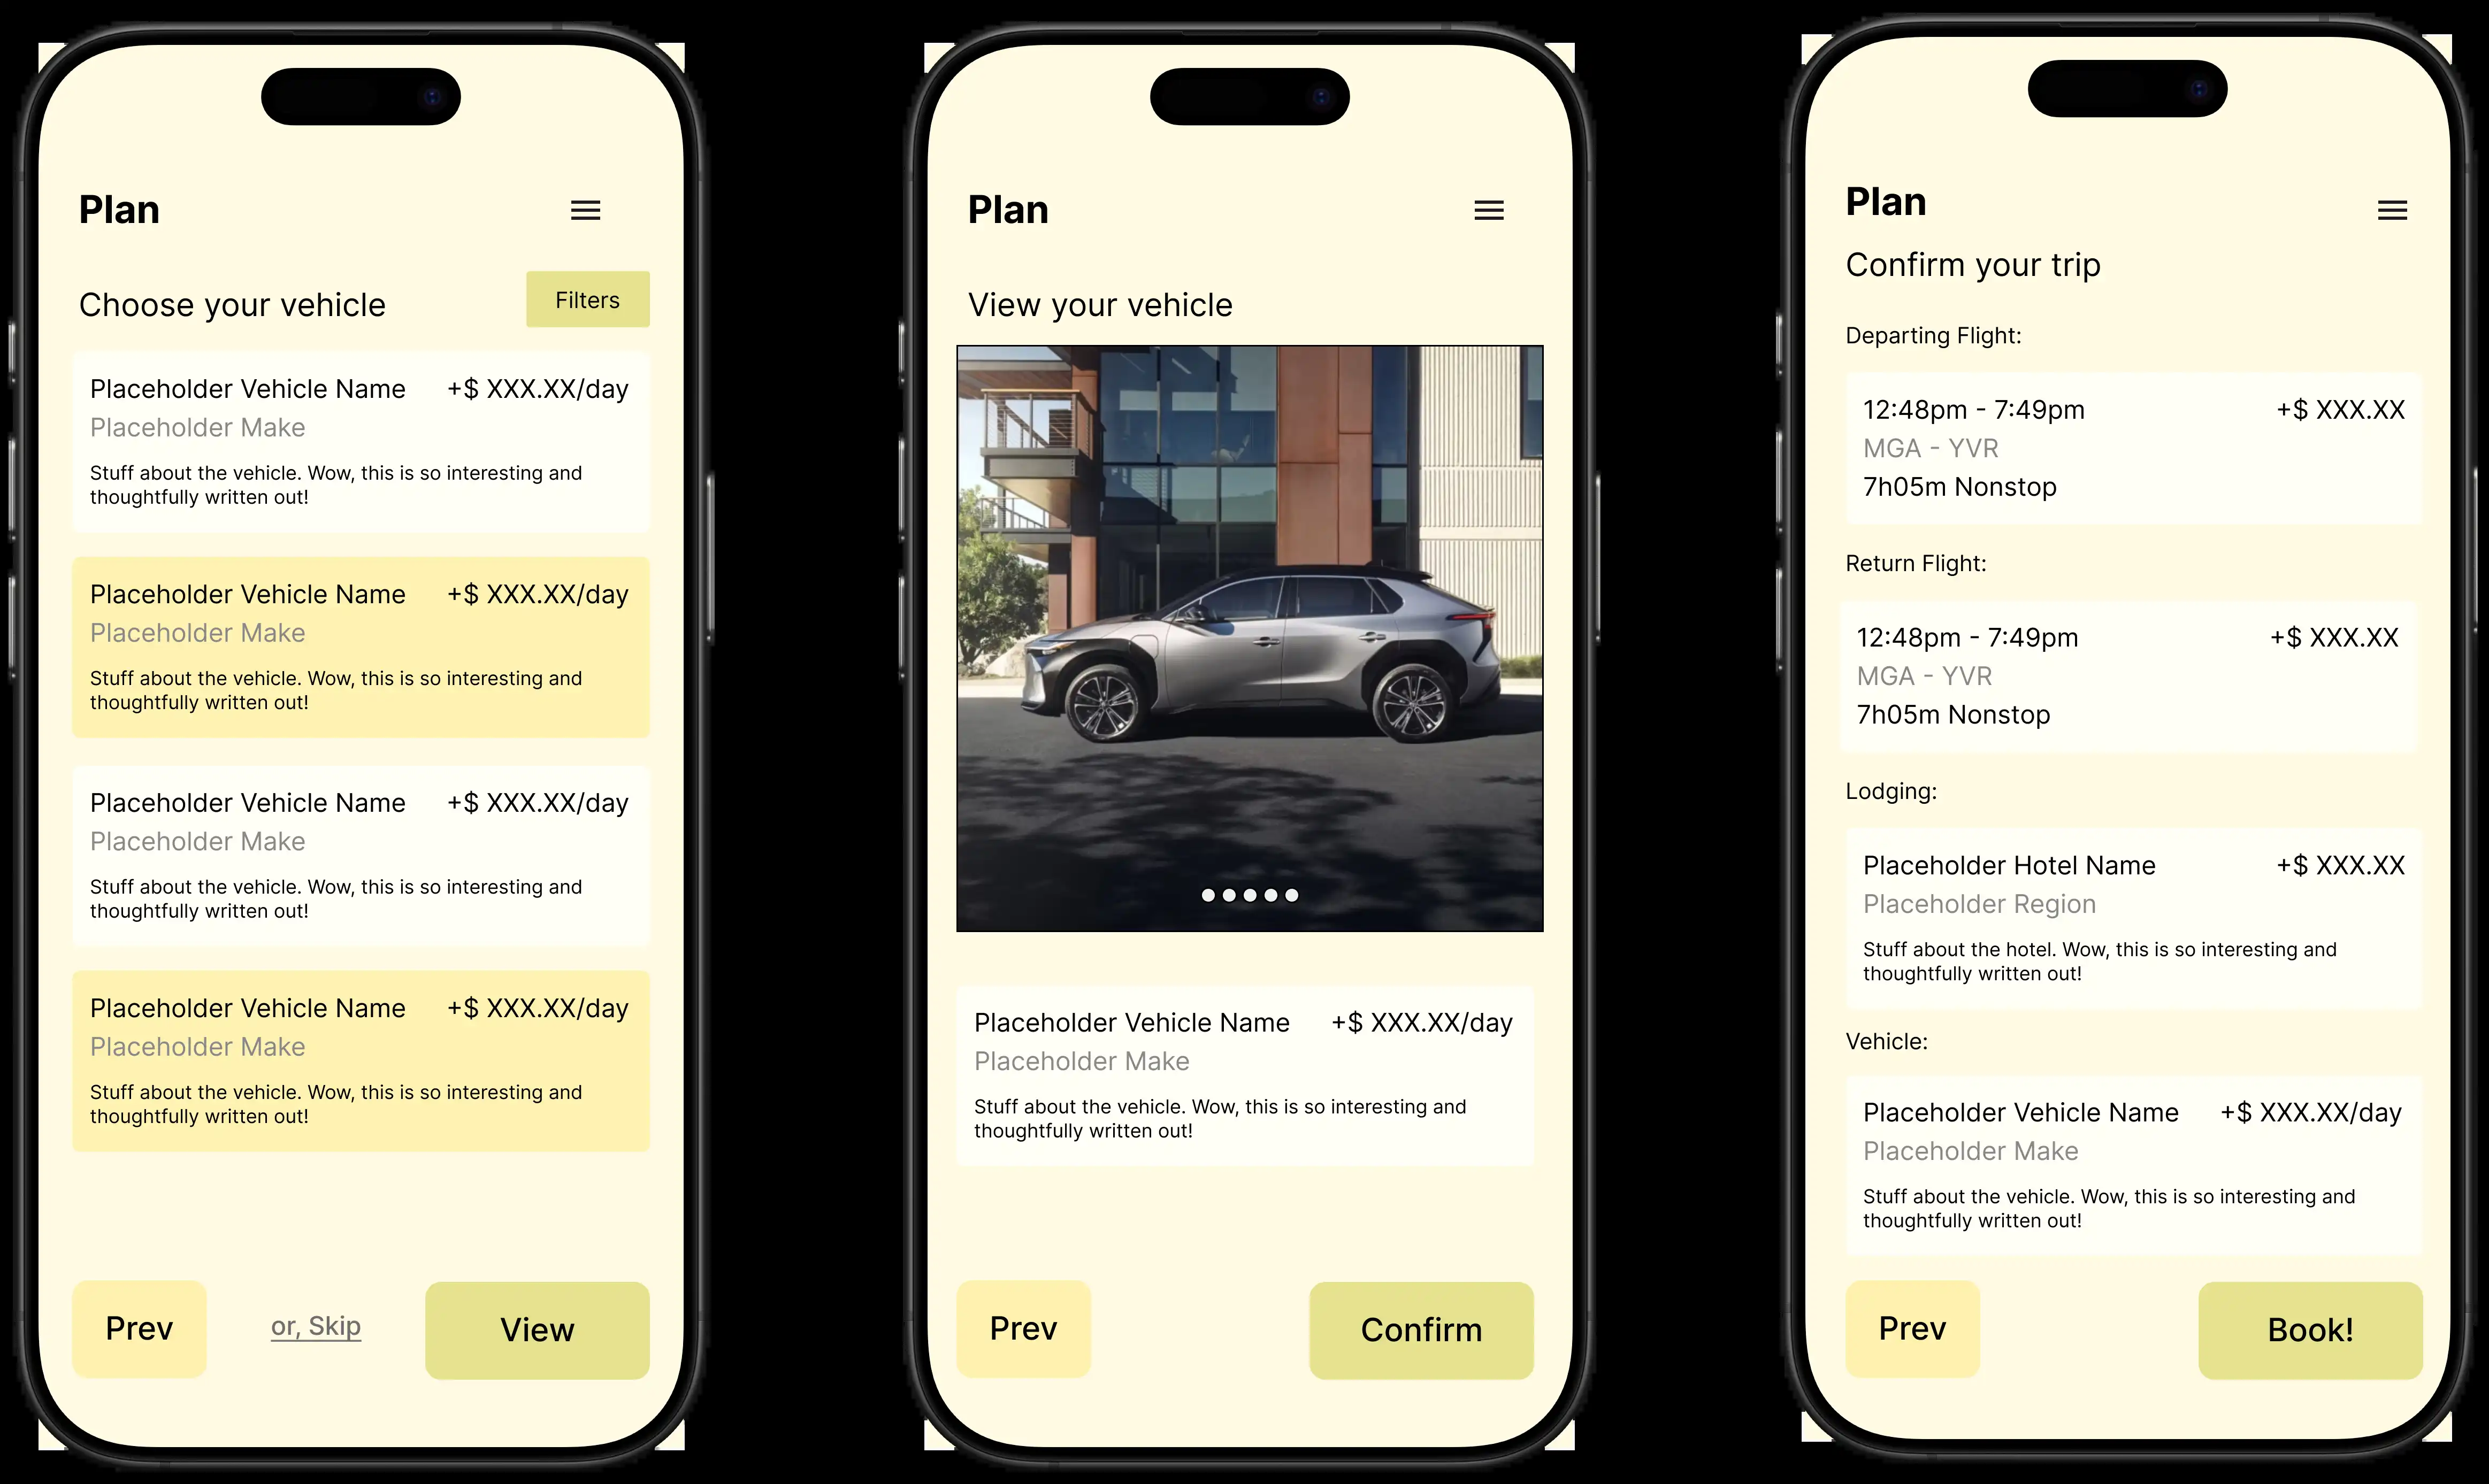 Plan
Choose your vehicle
Filters
Placeholder Vehicle Name +$ XXX.XX/day
Placeholder Make
Stuff about the vehicle. Wow, this is so interesting and
thoughtfully written out!
Placeholder Vehicle Name +$ XXX.XX/day
Placeholder Make
Stuff about the vehicle. Wow, this is so interesting and
thoughtfully written out!
Placeholder Vehicle Name +$ XXX.XX/day
Placeholder Make
Stuff about the vehicle. Wow, this is so interesting and
thoughtfully written out!
Placeholder Vehicle Name +$ XXX.XX/day
Placeholder Make
Stuff about the vehicle. Wow, this is so interesting and
thoughtfully written out!
Prev or, Skip View
Plan
View your vehicle
Placeholder Vehicle Name +$ XXX.XX/day
Placeholder Make
Stuff about the vehicle. Wow, this is so interesting and
thoughtfully written out!
Prev Confirm
Plan
Confirm your trip
Departing Flight:
12:48pm - 7:49pm +$ XXX.XX
MGA - YVR
7h05m Nonstop
Return Flight:
12:48pm - 7:49pm +$ XXX.XX
MGA - YVR
7h05m Nonstop
Lodging:
Placeholder Hotel Name +$ XXX.XX
Placeholder Region
Stuff about the hotel. Wow, this is so interesting and
thoughtfully written out!
Vehicle:
Placeholder Vehicle Name +$ XXX.XX/day
Placeholder Make
Stuff about the vehicle. Wow, this is so interesting and
thoughtfully written out!
Prev Book!